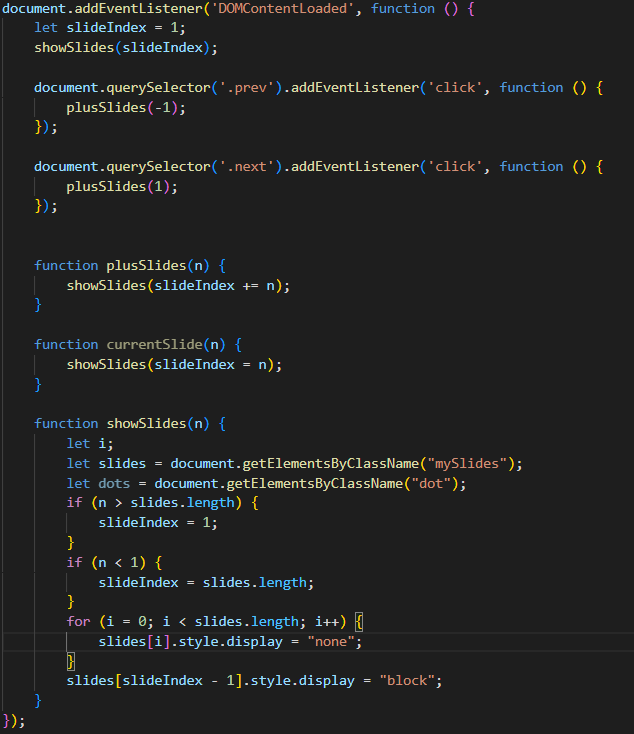 document.addEventListener('DOMContentLoaded', function () {
    let slideIndex = 1;
    showSlides(slideIndex);

    document.querySelector('.prev').addEventListener('click', function () {
        plusSlides(-1);
    });

    document.querySelector('.next').addEventListener('click', function () {
        plusSlides(1);
    });


    function plusSlides(n) {
        showSlides(slideIndex += n);
    }

    function currentSlide(n) {
        showSlides(slideIndex = n);
    }

    function showSlides(n) {
        let i;
        let slides = document.getElementsByClassName("mySlides");
        let dots = document.getElementsByClassName("dot");
        if (n > slides.length) {
            slideIndex = 1;
        }
        if (n < 1) {
            slideIndex = slides.length;
        }
        for (i = 0; i < slides.length; i++) {
            slides[i].style.display = "none";
        }
        slides[slideIndex - 1].style.display = "block";
    }
});